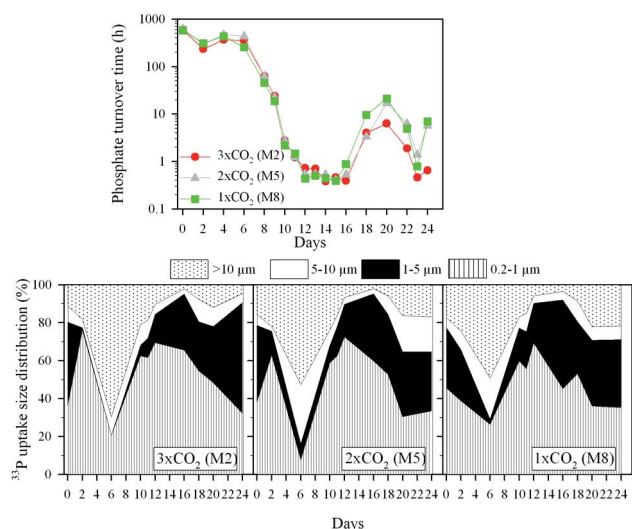 Phosphate turnover time (h)
1000
100
10
1
0.1
3xCO2 (M2)
2xCO2 (M5)
1xCO2 (M8)
0 2 4 6 8 10 12 14 16 18 20 22 24
Days
>10 µm 5-10 µm 1-5 µm 0.2-1 µm
33P uptake size distribution (%)
100
80
60
40
20
0
3xCO2 (M2) 2xCO2 (M5) 1xCO2 (M8)
0 2 4 6 8 10 12 14 16 18 20 22 24 0 2 4 6 8 10 12 14 16 18 20 22 24 0 2 4 6 8 10 12 14 16 18 20 22 24
Days